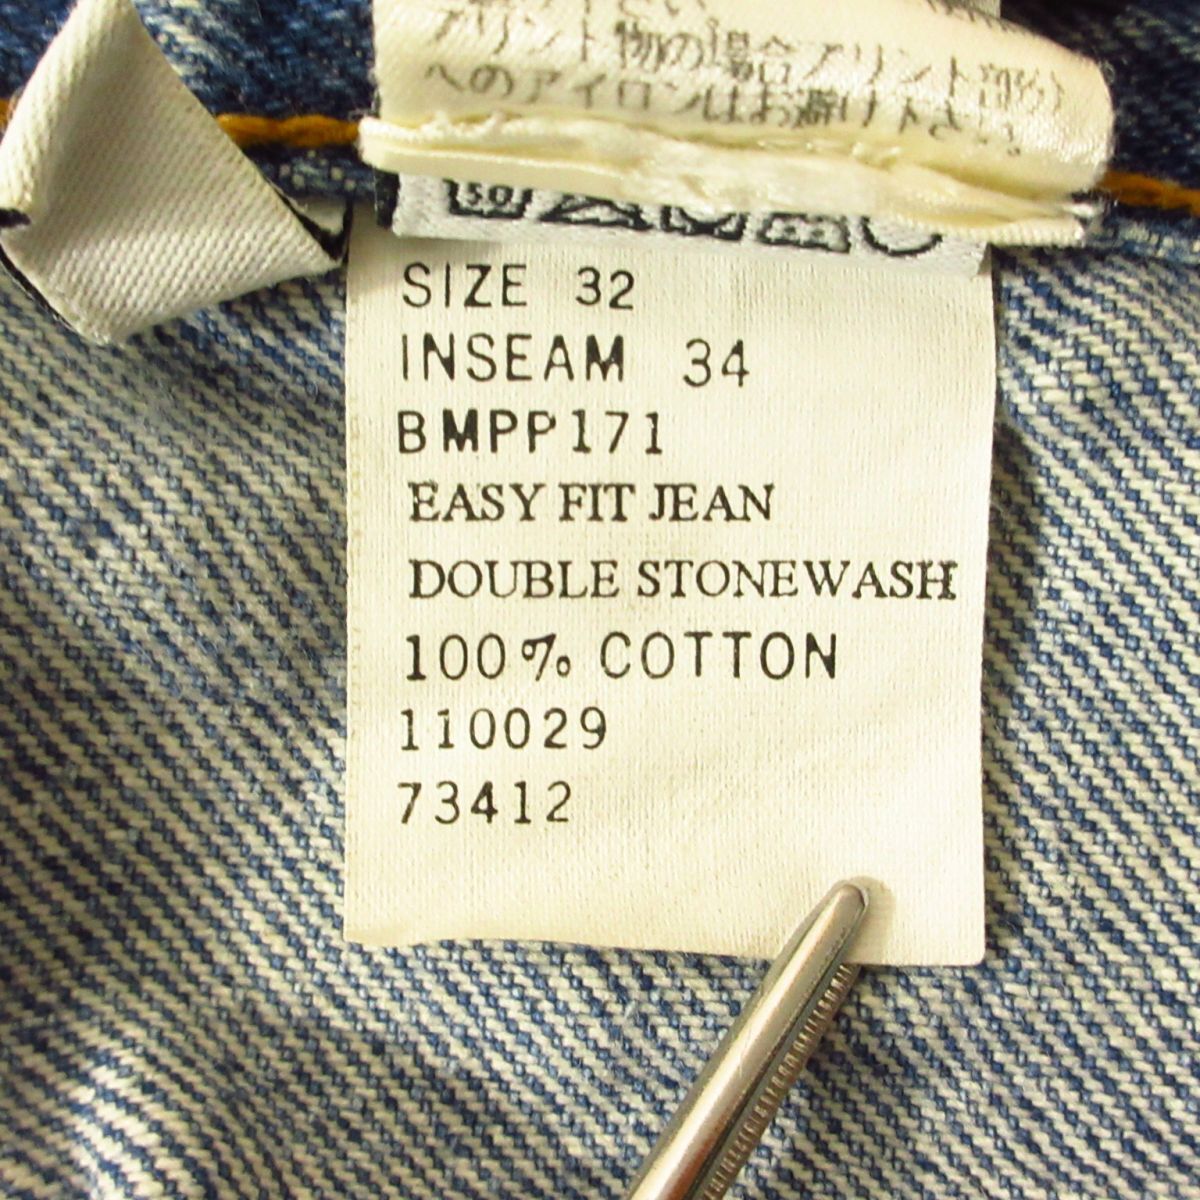 プリント物の場合プリント部分
へのアイロンはお避け下さい。
50
SIZE 32
INSEAM 34
BMPP171
EASY FIT JEAN
DOUBLE STONEWASH
100% COTTON
110029
73412